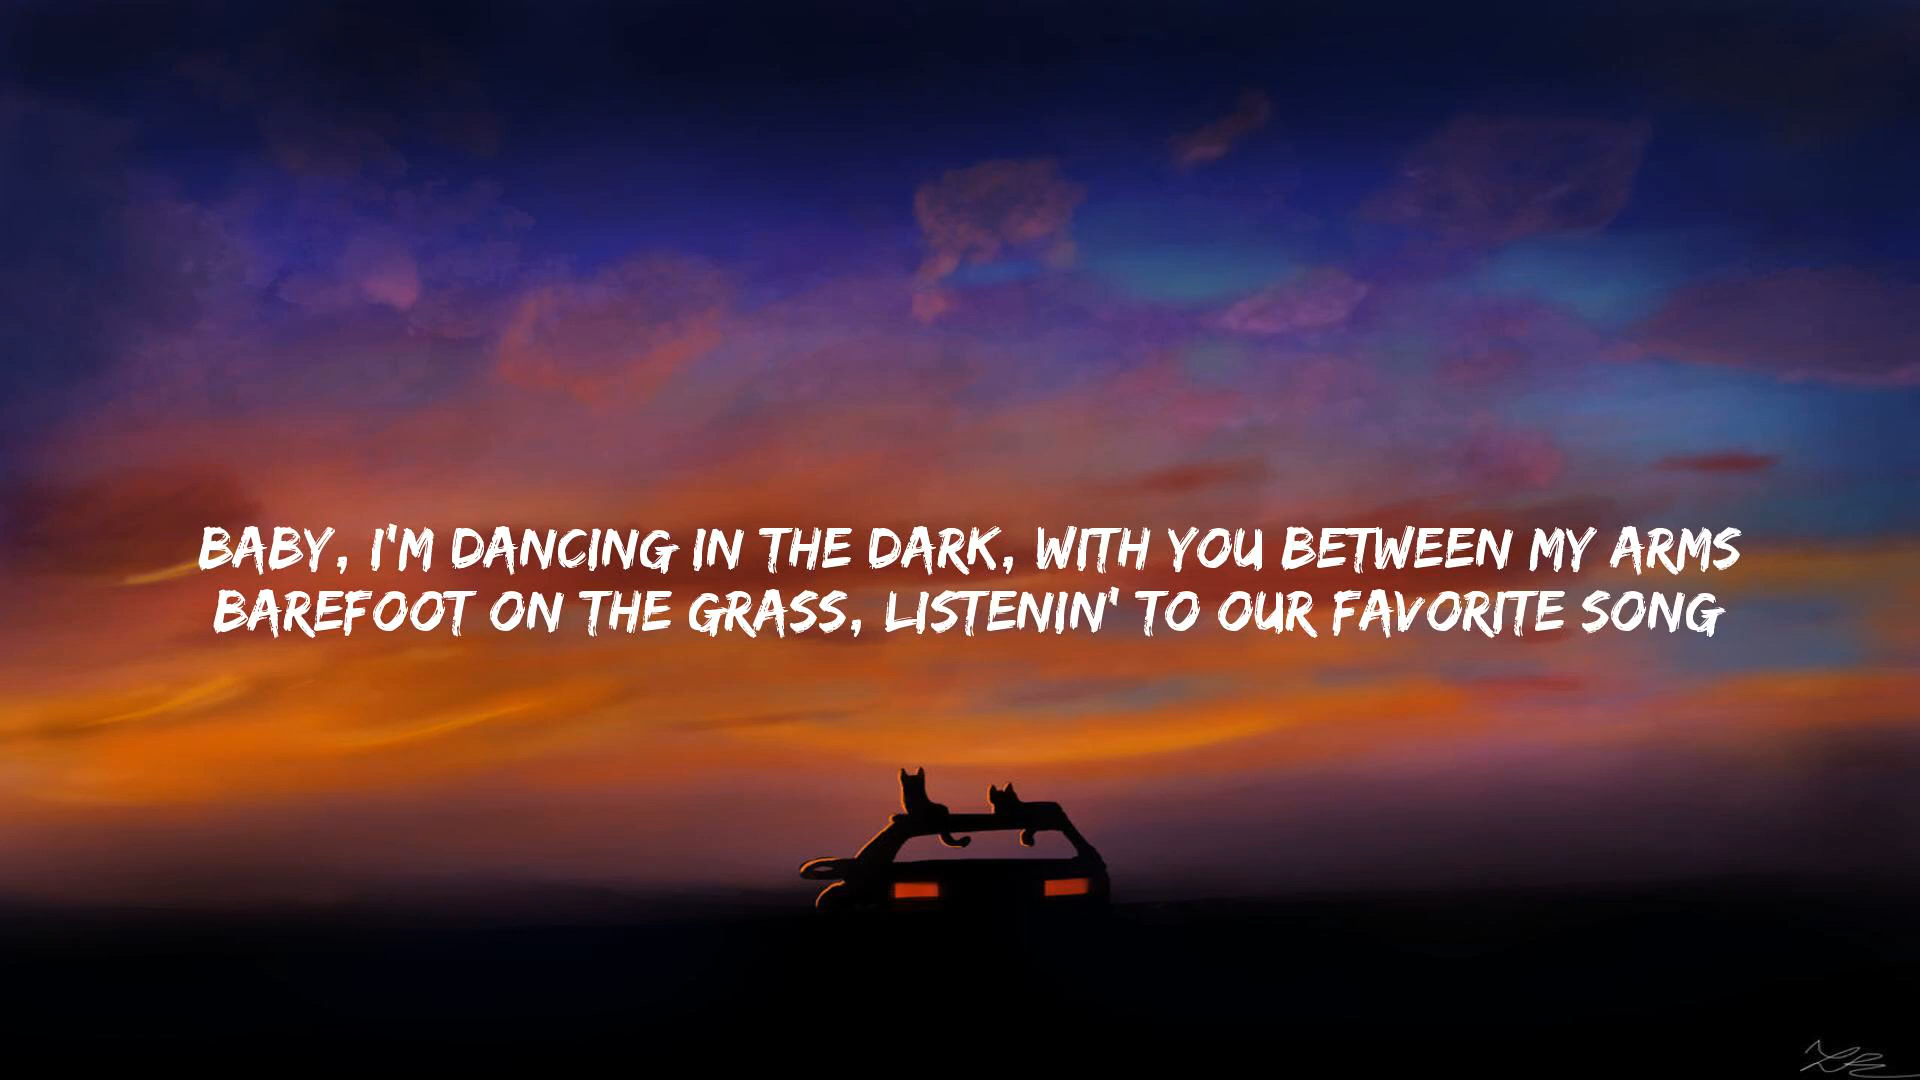 BABY, I'M DANCING IN THE DARK, WITH YOU BETWEEN MY ARMS
BAREFOOT ON THE GRASS, LISTENIN' TO OUR FAVORITE SONG